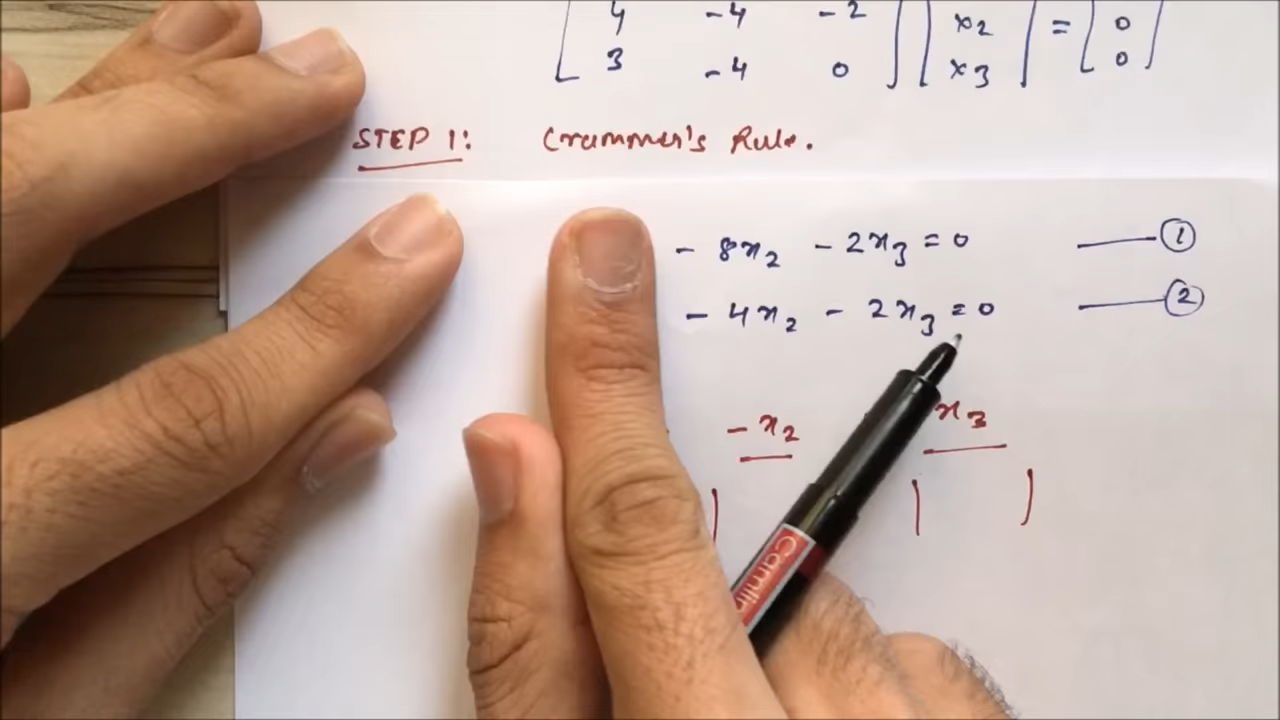 4 -4 -2 x2 = 0
3 -4 0 x3 0
STEP 1: Crammer's Rule.
- 8x2 - 2x3 = 0 ①
- 4x2 - 2x3 = 0 ②
-x2 x3
| | |
Camlin